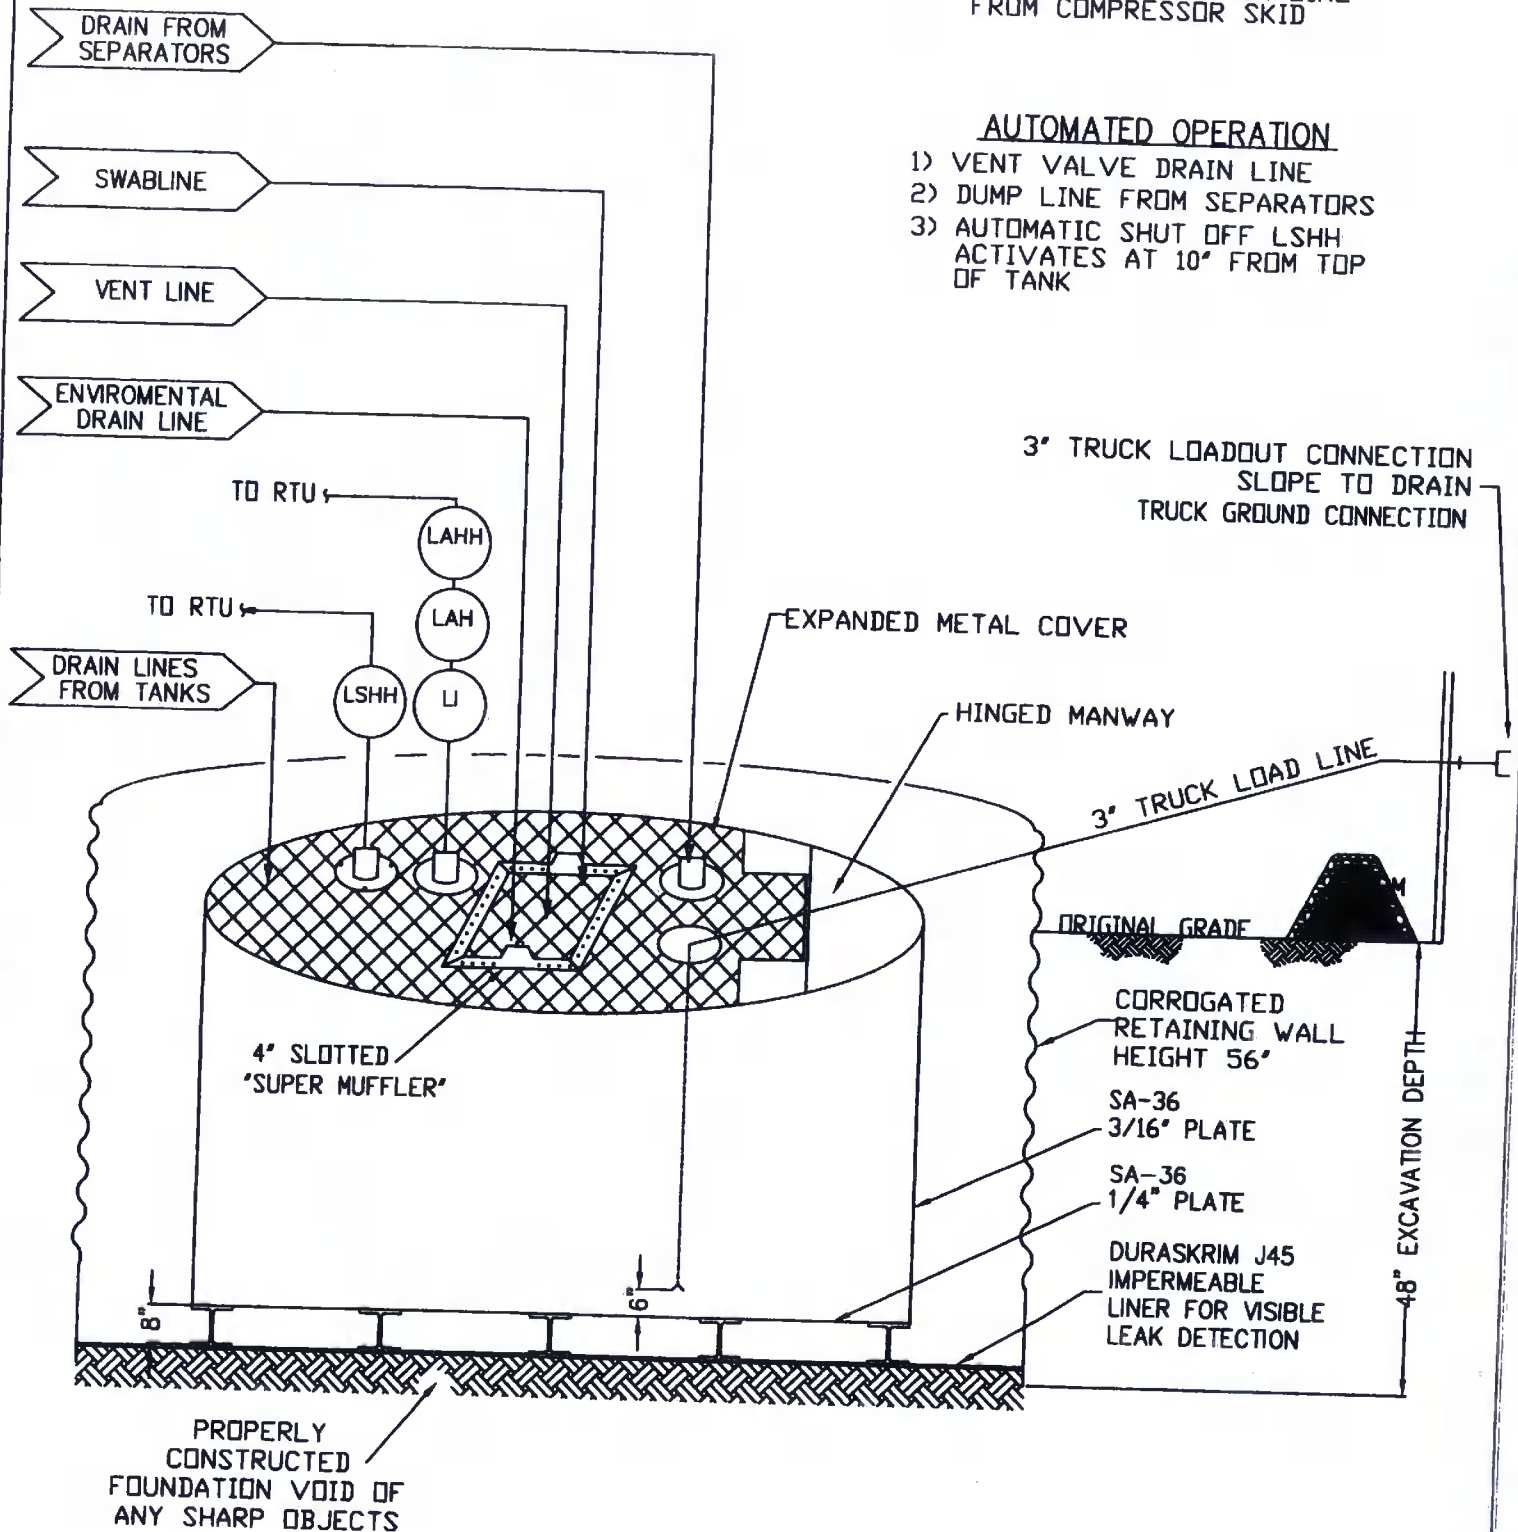 FROM COMPRESSOR SKID
DRAIN FROM
SEPARATORS
AUTOMATED OPERATION
1) VENT VALVE DRAIN LINE
2) DUMP LINE FROM SEPARATORS
3) AUTOMATIC SHUT OFF LSHH
ACTIVATES AT 10" FROM TOP
OF TANK
SWABLINE
VENT LINE
ENVIROMENTAL
DRAIN LINE
3" TRUCK LOADOUT CONNECTION
SLOPE TO DRAIN
TRUCK GROUND CONNECTION
TO RTU
LAHH
TO RTU
LAH
EXPANDED METAL COVER
DRAIN LINES
FROM TANKS
LSHH
LI
HINGED MANWAY
3" TRUCK LOAD LINE
ORIGINAL GRADE
CORROGATED
RETAINING WALL
HEIGHT 56"
4" SLOTTED
"SUPER MUFFLER"
SA-36
3/16" PLATE
SA-36
1/4" PLATE
48" EXCAVATION DEPTH
DURASKRIM J45
IMPERMEABLE
LINER FOR VISIBLE
LEAK DETECTION
8"
6"
PROPERLY
CONSTRUCTED
FOUNDATION VOID OF
ANY SHARP OBJECTS